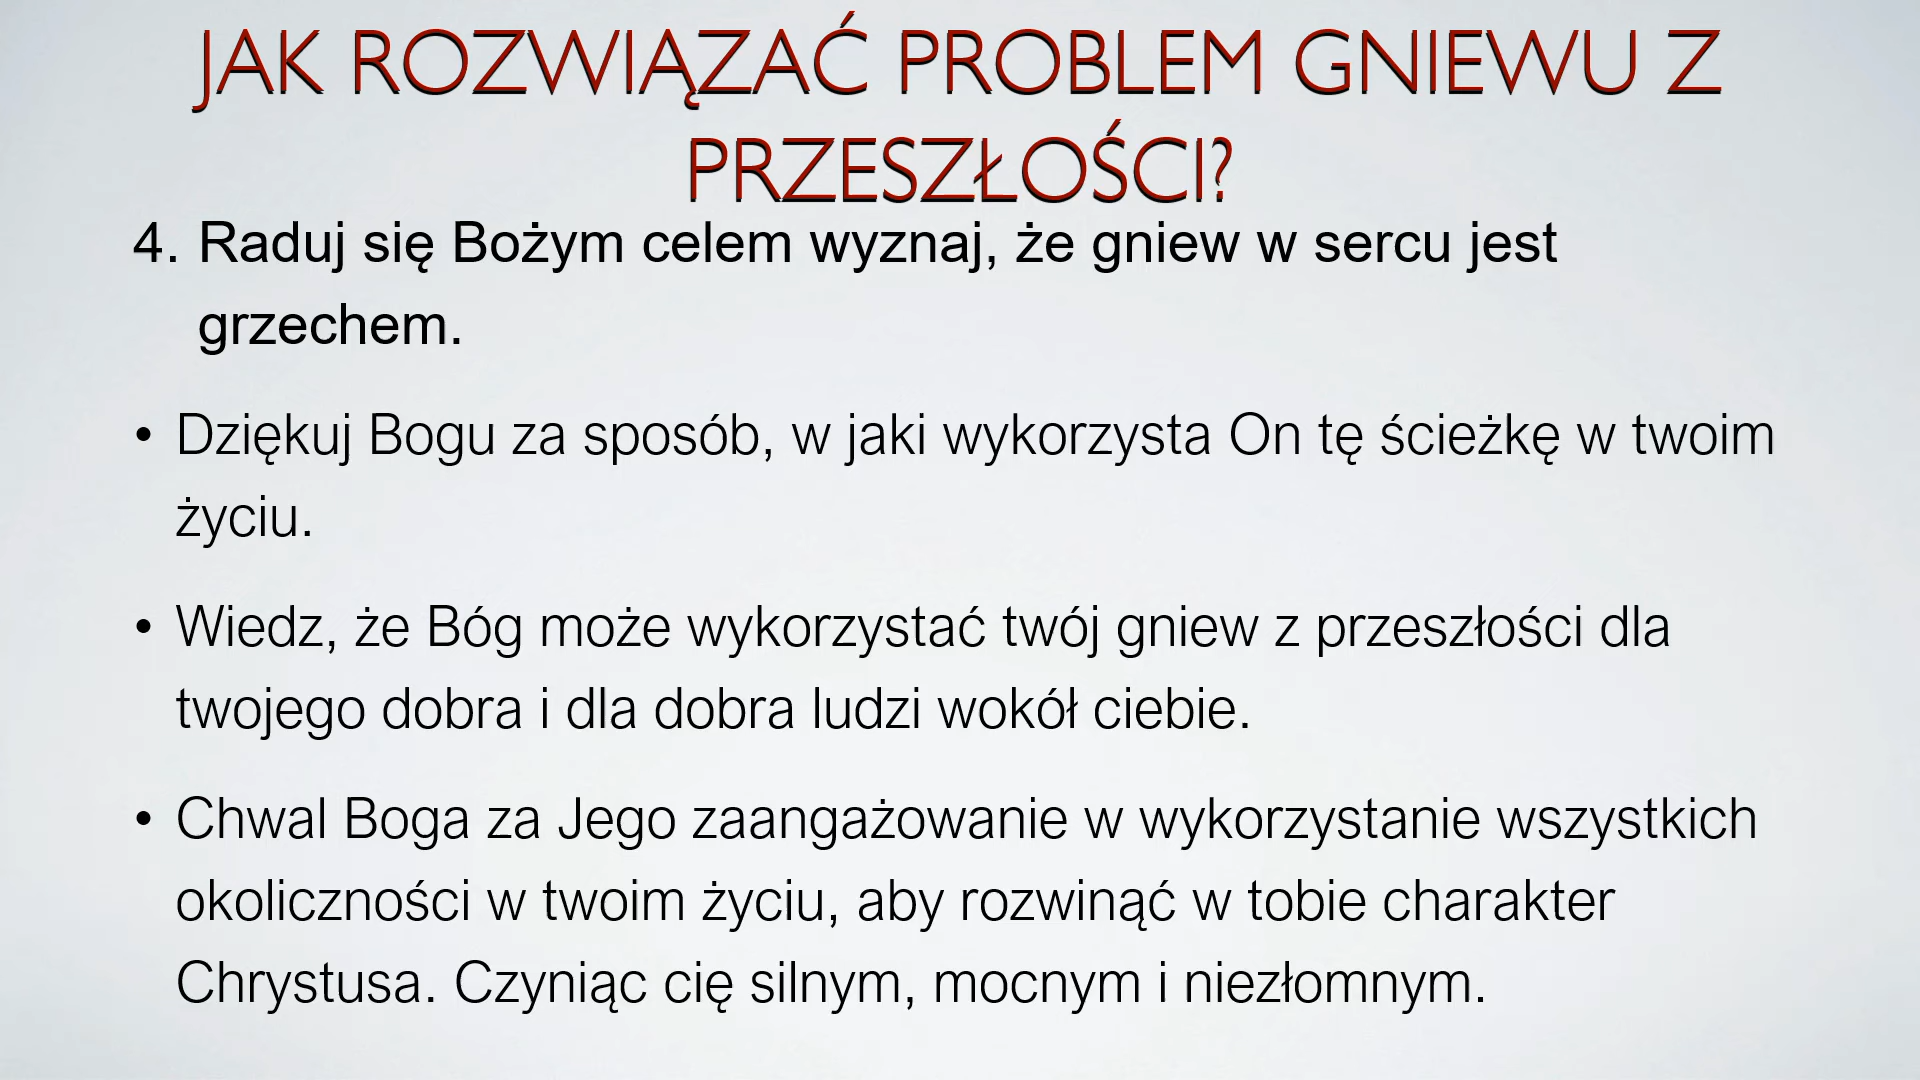 JAK ROZWIĄZAĆ PROBLEM GNIEWU Z
PRZESZŁOŚCI?
4. Raduj się Bożym celem wyznaj, że gniew w sercu jest
grzechem.
• Dziękuj Bogu za sposób, w jaki wykorzysta On tę ścieżkę w twoim
życiu.
• Wiedz, że Bóg może wykorzystać twój gniew z przeszłości dla
twojego dobra i dla dobra ludzi wokół ciebie.
• Chwal Boga za Jego zaangażowanie w wykorzystanie wszystkich
okoliczności w twoim życiu, aby rozwinąć w tobie charakter
Chrystusa. Czyniąc cię silnym, mocnym i niezłomnym.